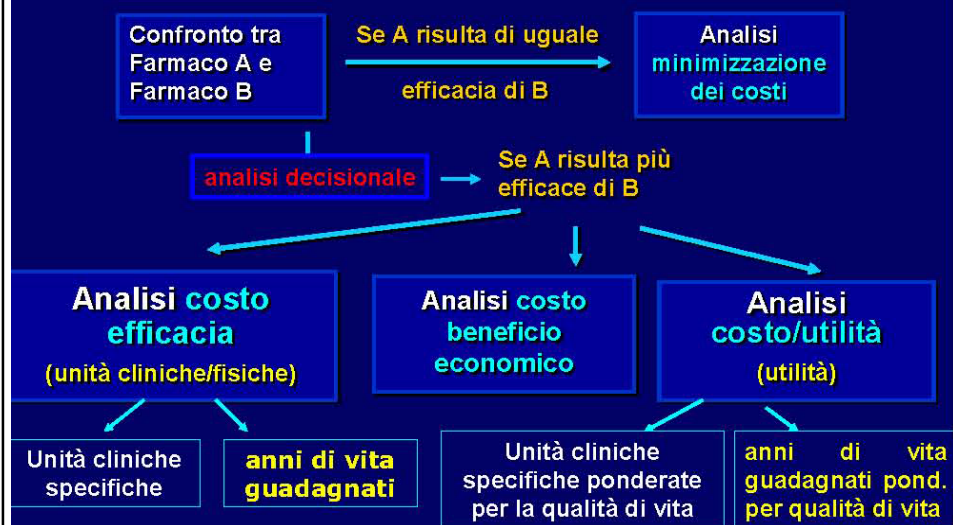 Confronto tra
Farmaco A e
Farmaco B
Se A risulta di uguale
efficacia di B
Analisi
minimizzazione
dei costi
analisi decisionale
Se A risulta più
efficace di B
Analisi costo
efficacia
(unità cliniche/fisiche)
Analisi costo
beneficio
economico
Analisi
costo/utilità
(utilità)
Unità cliniche
specifiche
anni di vita
guadagnati
Unità cliniche
specifiche ponderate
per la qualità di vita
anni di vita
guadagnati pond.
per qualità di vita